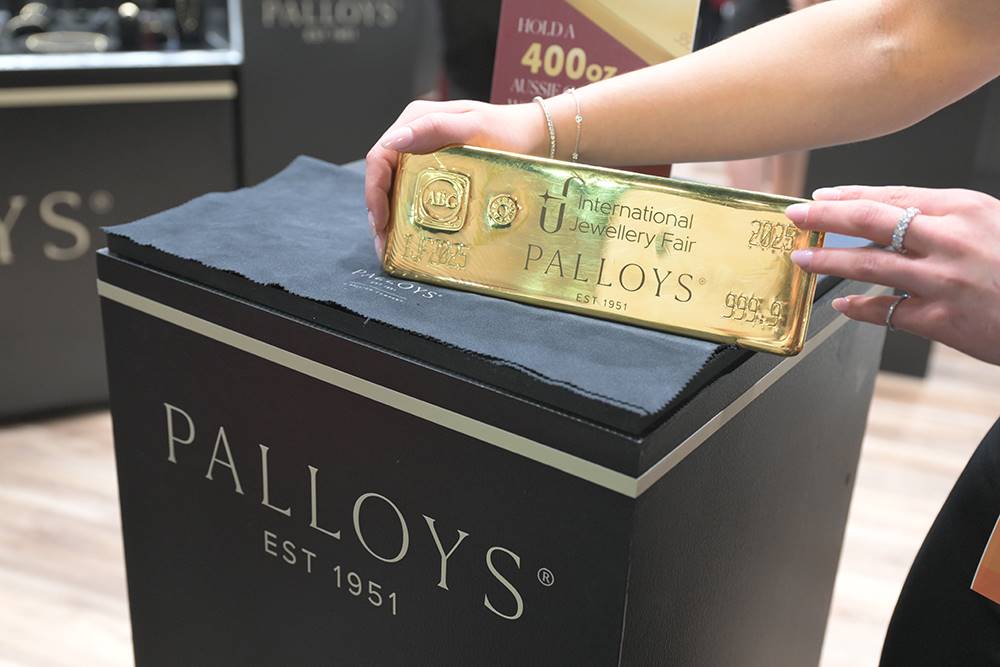 PALLOYS
EST 1951
HOLD A
400oz
AUSSIE
YS®
ABC
International
Jewellery Fair
PALLOYS®
EST 1951
2025
999.9
PALLOYS
PALLOYS®
EST 1951